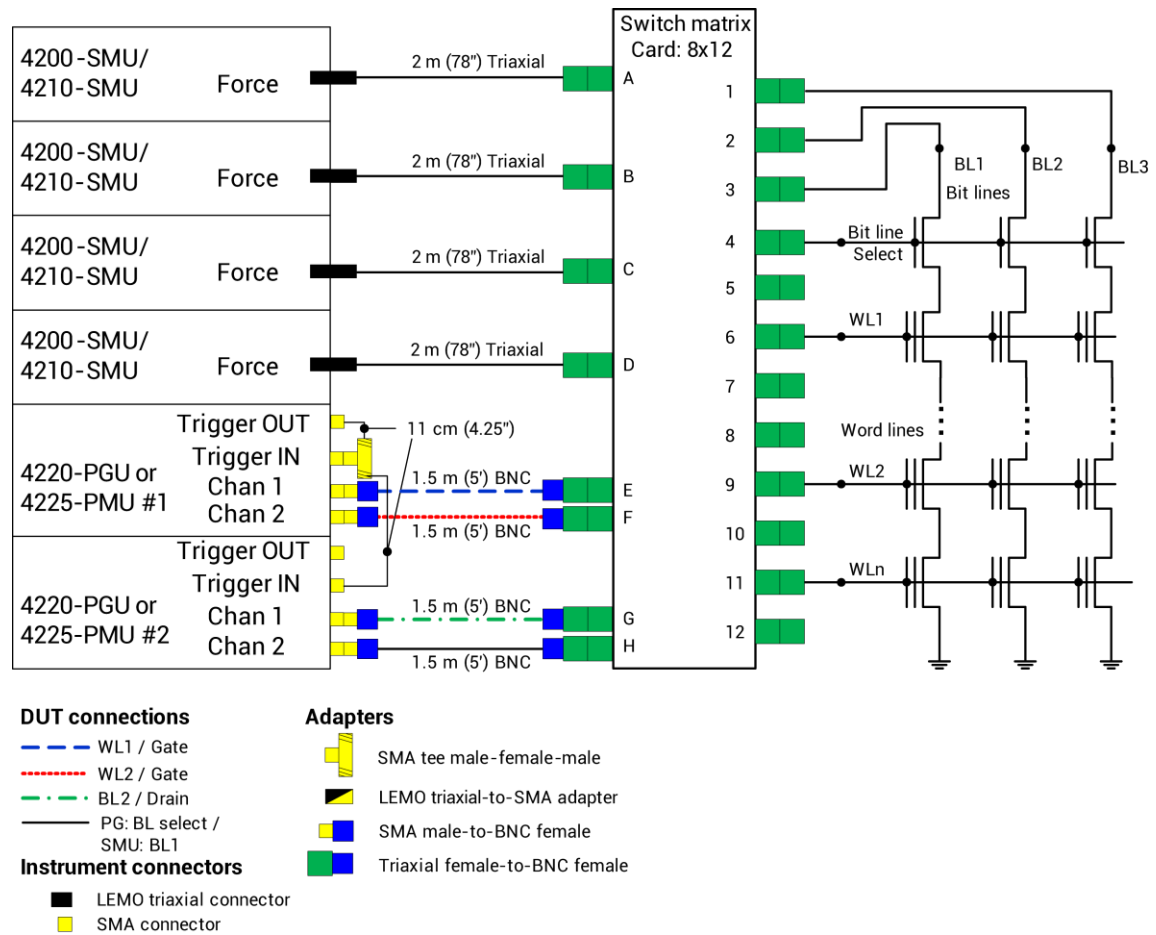 Switch matrix
Card: 8x12
4200-SMU/
4210-SMU
Force
2 m (78") Triaxial
A
4200-SMU/
4210-SMU
Force
2 m (78") Triaxial
B
4200-SMU/
4210-SMU
Force
2 m (78") Triaxial
C
4200-SMU/
4210-SMU
Force
2 m (78") Triaxial
D
4220-PGU or
4225-PMU #1
Trigger OUT
Trigger IN
Chan 1
Chan 2
11 cm (4.25")
1.5 m (5') BNC
E
F
1.5 m (5') BNC
4220-PGU or
4225-PMU #2
Trigger OUT
Trigger IN
Chan 1
Chan 2
1.5 m (5') BNC
G
H
1.5 m (5') BNC
1
2
3
4
5
6
7
8
9
10
11
12
BL1
BL2
BL3
Bit lines
Bit line
Select
WL1
Word lines
WL2
WLn
DUT connections
WL1 / Gate
WL2 / Gate
BL2 / Drain
PG: BL select /
SMU: BL1
Instrument connectors
LEMO triaxial connector
SMA connector
Adapters
SMA tee male-female-male
LEMO triaxial-to-SMA adapter
SMA male-to-BNC female
Triaxial female-to-BNC female